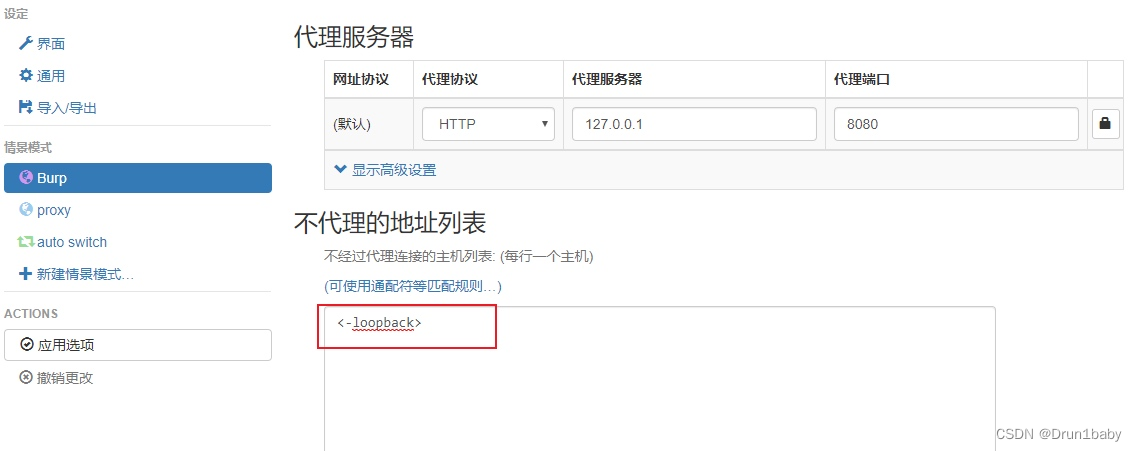 设定
界面
通用
导入/导出
情景模式
Burp
proxy
auto switch
新建情景模式…
ACTIONS
应用选项
撤销更改
代理服务器
网址协议 代理协议 代理服务器 代理端口
(默认) HTTP 127.0.0.1 8080
显示高级设置
不代理的地址列表
不经过代理连接的主机列表: (每行一个主机)
(可使用通配符等匹配规则…)
<-loopback>
CSDN @Drun1baby